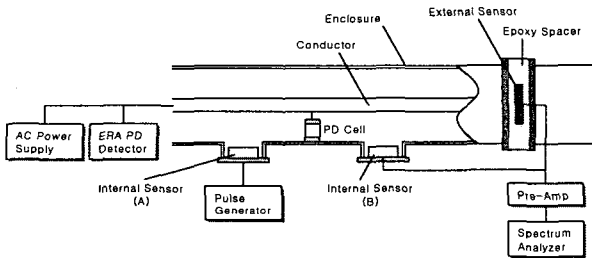 External Sensor
Enclosure
Epoxy Spacer
Conductor
AC Power
Supply
ERA PD
Detector
PD Cell
Internal Sensor
(A)
Internal Sensor
(B)
Pulse
Generator
Pre-Amp
Spectrum
Analyzer